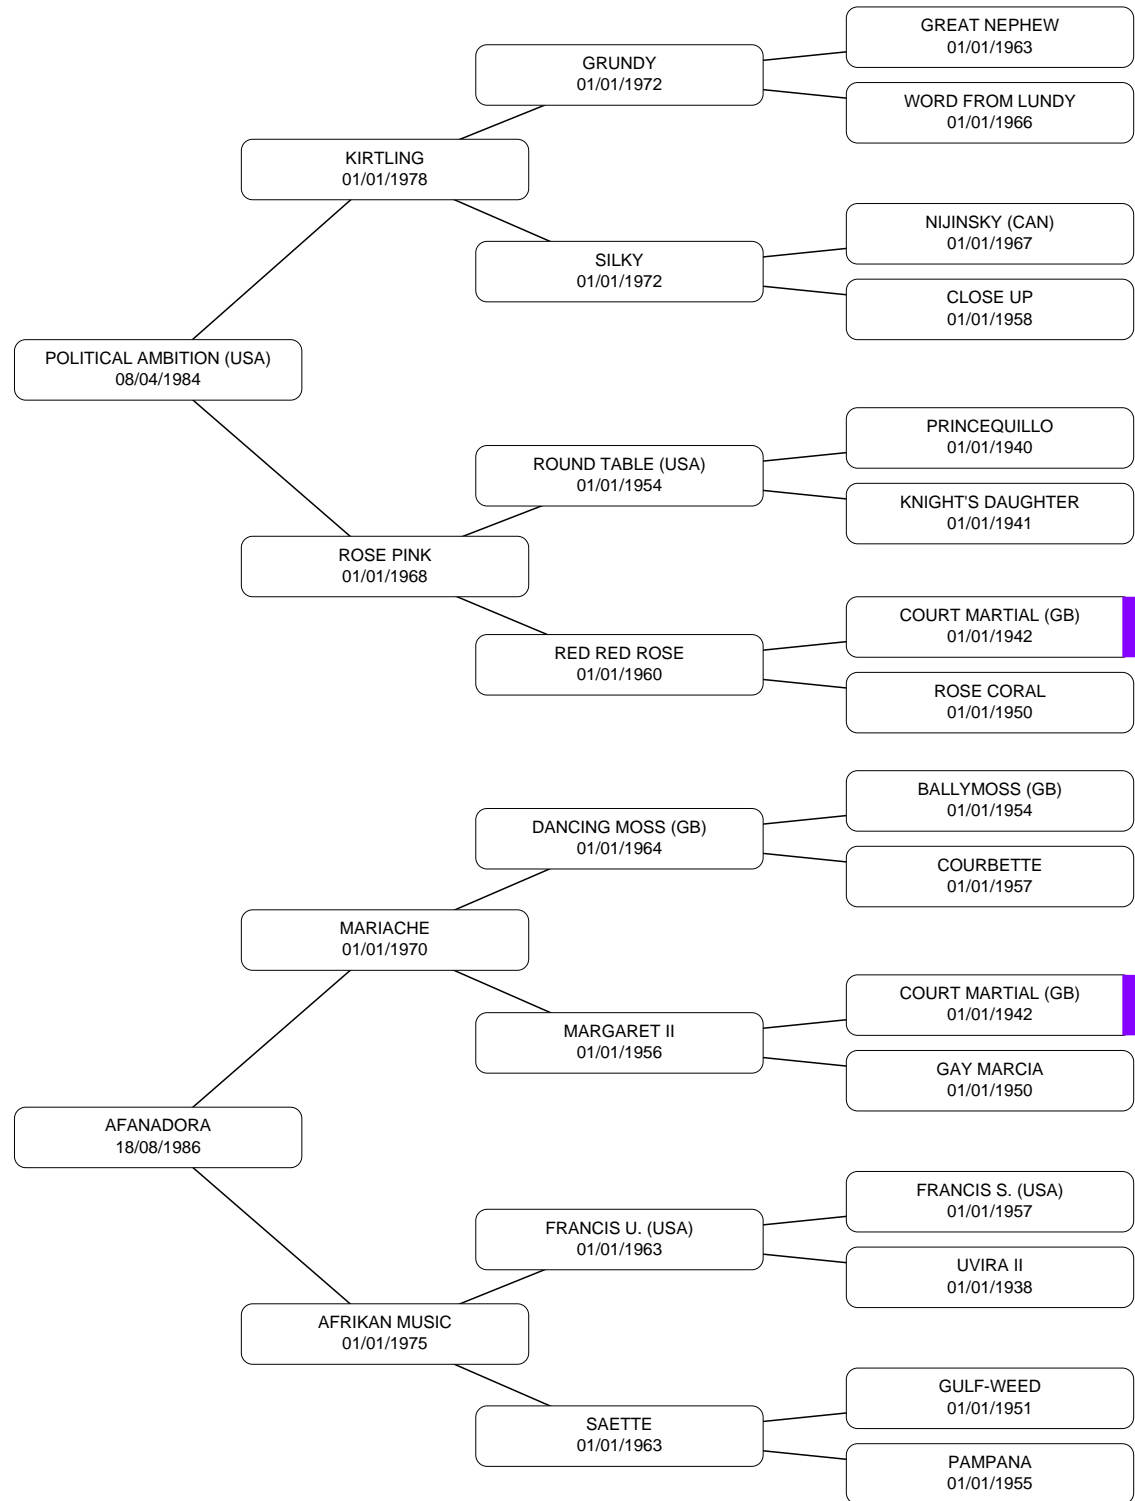 GREAT NEPHEW
01/01/1963
GRUNDY
01/01/1972
WORD FROM LUNDY
01/01/1966
KIRTLING
01/01/1978
NIJINSKY (CAN)
01/01/1967
SILKY
01/01/1972
CLOSE UP
01/01/1958
POLITICAL AMBITION (USA)
08/04/1984
PRINCEQUILLO
01/01/1940
ROUND TABLE (USA)
01/01/1954
KNIGHT'S DAUGHTER
01/01/1941
ROSE PINK
01/01/1968
COURT MARTIAL (GB)
01/01/1942
RED RED ROSE
01/01/1960
ROSE CORAL
01/01/1950
BALLYMOSS (GB)
01/01/1954
DANCING MOSS (GB)
01/01/1964
COURBETTE
01/01/1957
MARIACHE
01/01/1970
COURT MARTIAL (GB)
01/01/1942
MARGARET II
01/01/1956
GAY MARCIA
01/01/1950
AFANADORA
18/08/1986
FRANCIS S. (USA)
01/01/1957
FRANCIS U. (USA)
01/01/1963
UVIRA II
01/01/1938
AFRIKAN MUSIC
01/01/1975
GULF-WEED
01/01/1951
SAETTE
01/01/1963
PAMPANA
01/01/1955